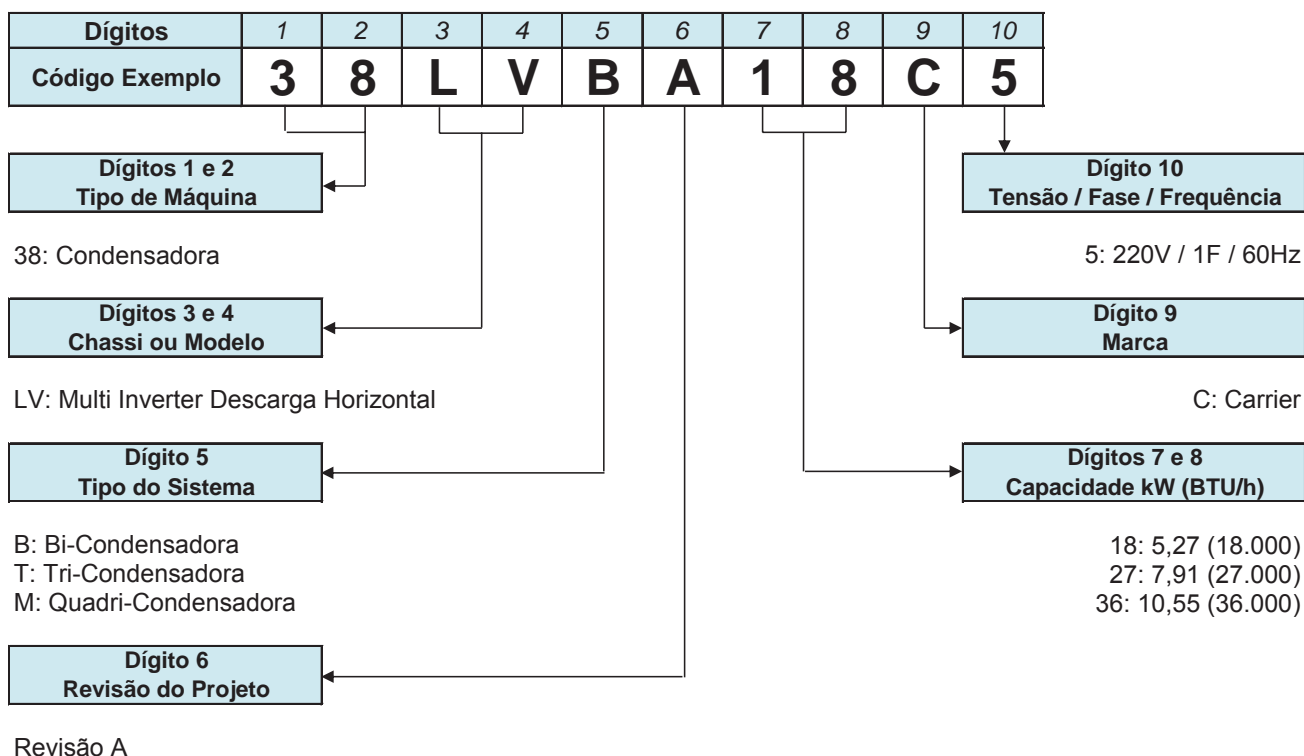 Dígitos 1 2 3 4 5 6 7 8 9 10
Código Exemplo 3 8 L V B A 1 8 C 5
Dígitos 1 e 2
Tipo de Máquina
38: Condensadora
Dígitos 3 e 4
Chassi ou Modelo
LV: Multi Inverter Descarga Horizontal
Dígito 5
Tipo do Sistema
B: Bi-Condensadora
T: Tri-Condensadora
M: Quadri-Condensadora
Dígito 6
Revisão do Projeto
Revisão A
Dígito 10
Tensão / Fase / Frequência
5: 220V / 1F / 60Hz
Dígito 9
Marca
C: Carrier
Dígitos 7 e 8
Capacidade kW (BTU/h)
18: 5,27 (18.000)
27: 7,91 (27.000)
36: 10,55 (36.000)